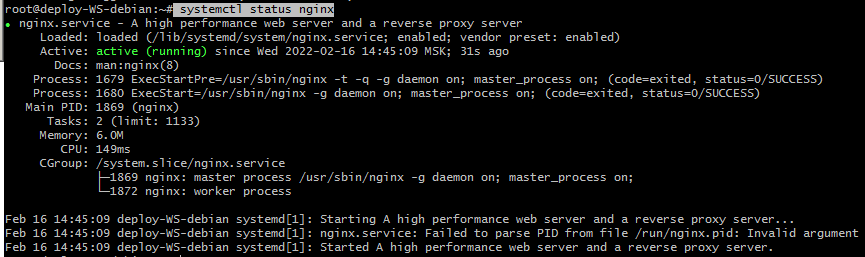 root@deploy-WS-debian:~# systemctl status nginx
● nginx.service - A high performance web server and a reverse proxy server
Loaded: loaded (/lib/systemd/system/nginx.service; enabled; vendor preset: enabled)
Active: active (running) since Wed 2022-02-16 14:45:09 MSK; 31s ago
Docs: man:nginx(8)
Process: 1679 ExecStartPre=/usr/sbin/nginx -t -q -g daemon on; master_process on; (code=exited, status=0/SUCCESS)
Process: 1680 ExecStart=/usr/sbin/nginx -g daemon on; master_process on; (code=exited, status=0/SUCCESS)
Main PID: 1869 (nginx)
Tasks: 2 (limit: 1133)
Memory: 6.0M
CPU: 149ms
CGroup: /system.slice/nginx.service
├─1869 nginx: master process /usr/sbin/nginx -g daemon on; master_process on;
└─1872 nginx: worker process
Feb 16 14:45:09 deploy-WS-debian systemd[1]: Starting A high performance web server and a reverse proxy server...
Feb 16 14:45:09 deploy-WS-debian systemd[1]: nginx.service: Failed to parse PID from file /run/nginx.pid: Invalid argument
Feb 16 14:45:09 deploy-WS-debian systemd[1]: Started A high performance web server and a reverse proxy server.